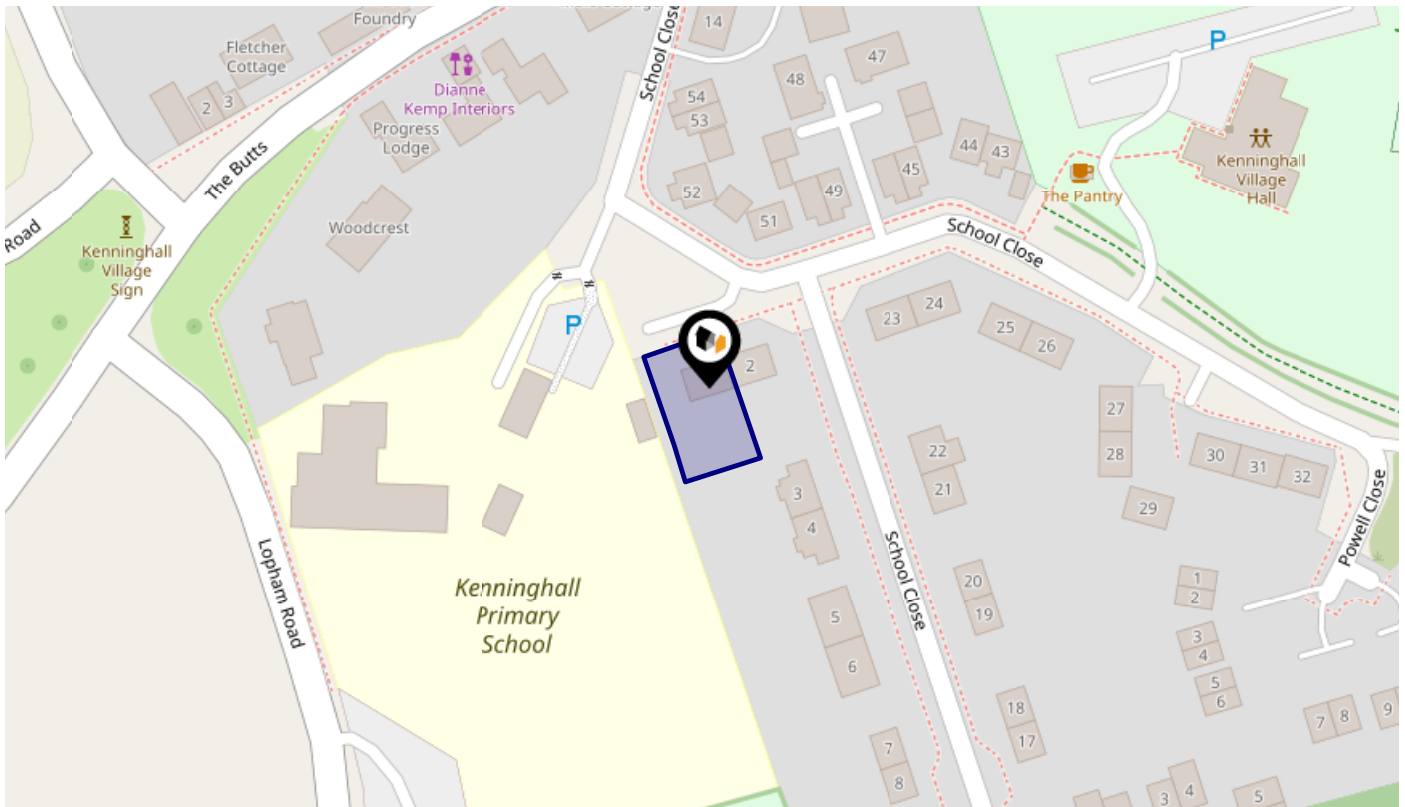 Foundry
14
School Close
P
47
Fletcher
Cottage
48
Dianne
Kemp Interiors
54
53
2
3
Progress
Lodge
44
43
Kenninghall
Village
Hall
The Butts
45
The Pantry
52
49
51
Woodcrest
Road
Kenninghall
Village
Sign
School Close
24
23
P
25
26
2
27
28
22
21
30
31
32
3
4
29
Powell Close
School Close
Lopham Road
Kenninghall
Primary
School
20
19
1
2
5
6
3
4
5
6
18
17
7
8
9
7
8
3
4
5